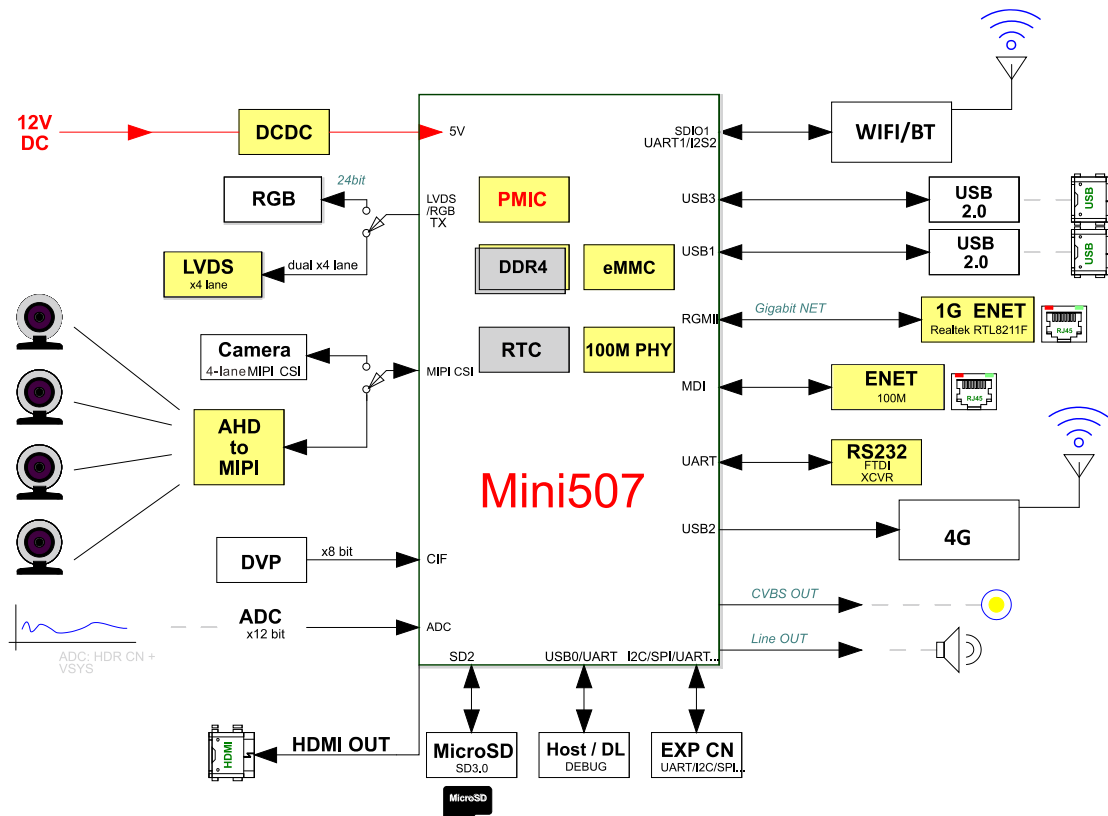 12V
DC
DCDC
5V
SDIO1
UART1/I2S2
WIFI/BT
RGB
24bit
LVDS
/RGB
TX
PMIC
USB3
USB
2.0
USB
LVDS
x4 lane
dual x4 lane
DDR4
eMMC
USB1
USB
2.0
USB
RGMII
Gigabit NET
1G ENET
Realtek RTL8211F
RJ45
Camera
4-lane MIPI CSI
MIPI CSI
RTC
100M PHY
MDI
ENET
100M
RJ45
AHD
to
MIPI
UART
RS232
FTDI
XCVR
Mini507
USB2
4G
DVP
x8 bit
CIF
CVBS OUT
ADC
x12 bit
ADC
Line OUT
ADC: HDR CN +
VSYS
SD2
USB0/UART
I2C/SPI/UART...
HDMI
HDMI OUT
MicroSD
SD3.0
Host / DL
DEBUG
EXP CN
UART/I2C/SPI...
MicroSD